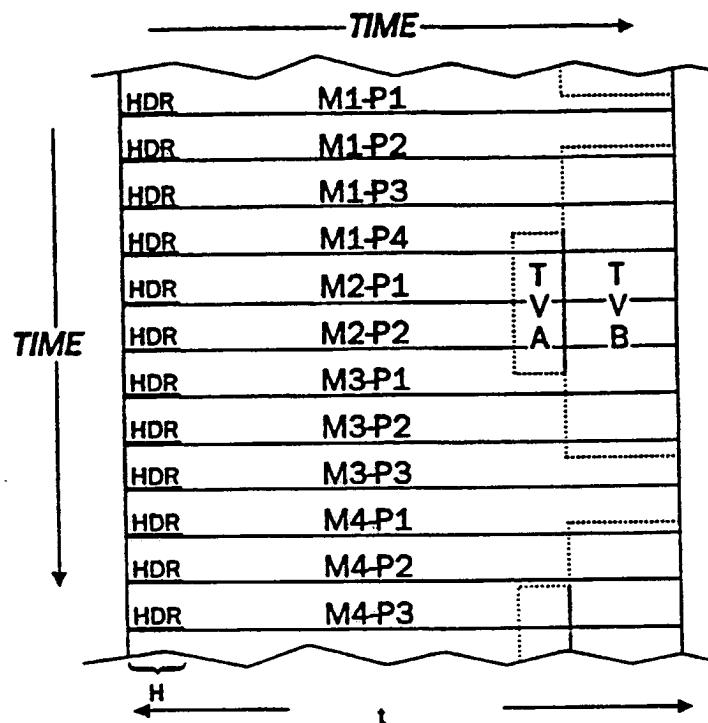 TIME
HDR M1-P1
HDR M1-P2
HDR M1-P3
HDR M1-P4
HDR M2-P1 T T
V V
HDR M2-P2 A B
TIME
HDR M3-P1
HDR M3-P2
HDR M3-P3
HDR M4-P1
HDR M4-P2
HDR M4-P3
H
t